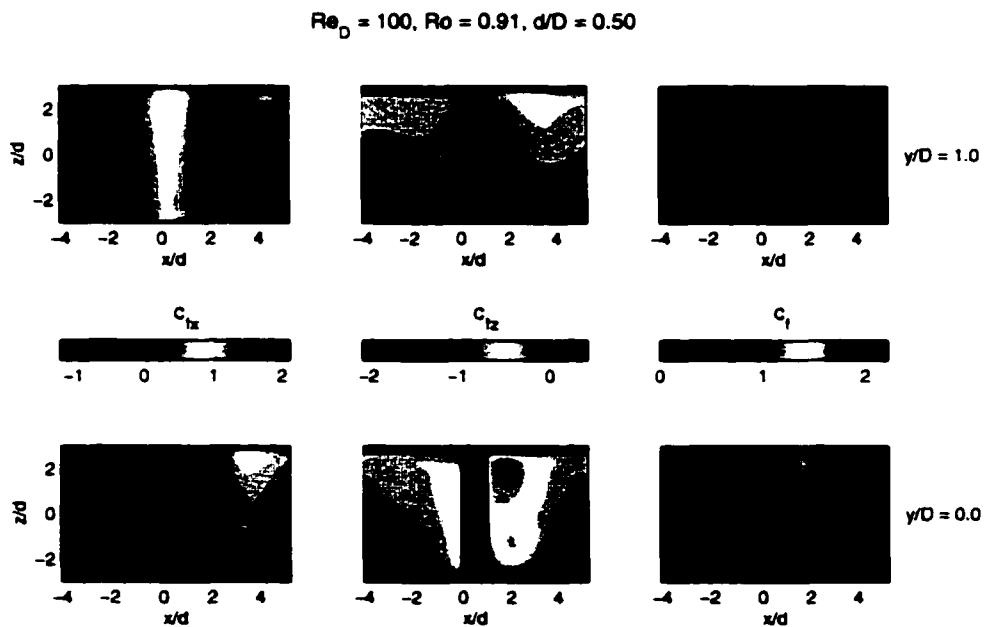 Re_D = 100, Ro = 0.91, d/D = 0.50
2
0
-2
z/d
-4 -2 0 2 4
x/d
-4 -2 0 2 4
x/d
-4 -2 0 2 4
x/d
y/D = 1.0
C_fx
-1 0 1 2
C_fz
-2 -1 0
C_f
0 1 2
2
0
-2
z/d
-4 -2 0 2 4
x/d
-4 -2 0 2 4
x/d
-4 -2 0 2 4
x/d
y/D = 0.0